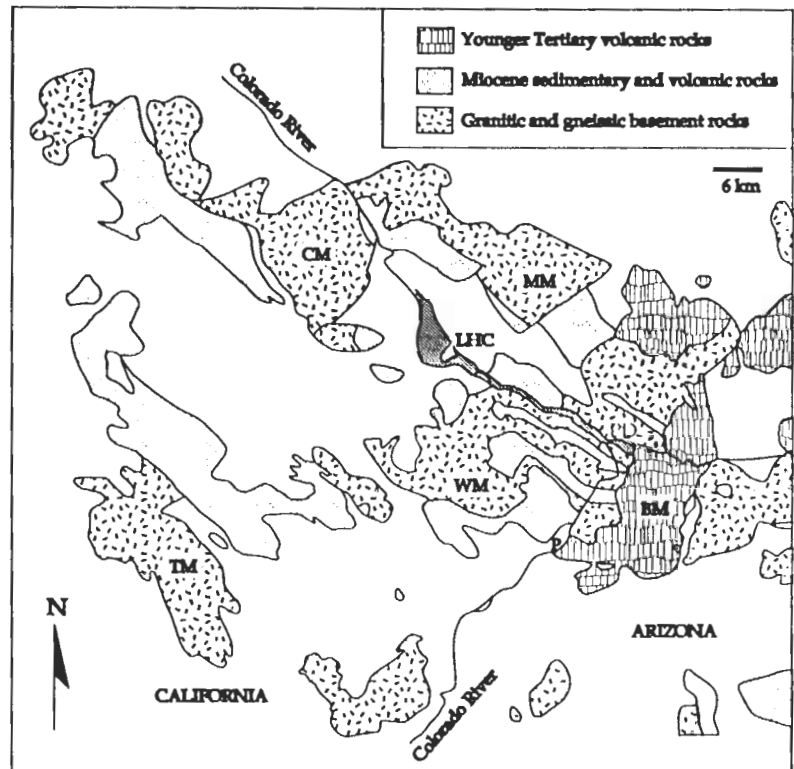 Younger Tertiary volcanic rocks
Miocene sedimentary and volcanic rocks
Granitic and gneissic basement rocks
6 km
Colorado River
CM
MM
LHC
WM
BM
P
TM
N
ARIZONA
CALIFORNIA
Colorado River